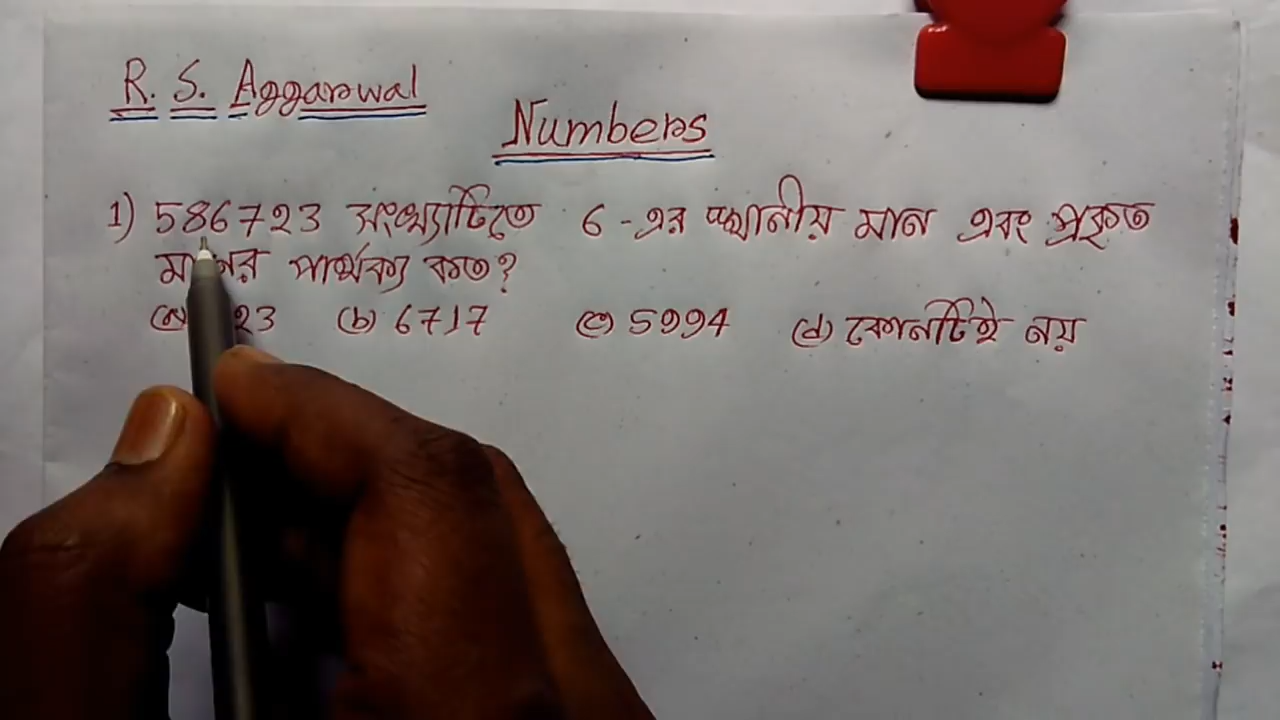 R. S. Aggarwal
Numbers
1) 586723 সংখ্যাটিতে 6-এর স্থানীয় মান এবং প্রকৃত
পার্থক্য কত?
(a) 23 (b) 6717 (c) 5994 (d) কোনটিই নয়